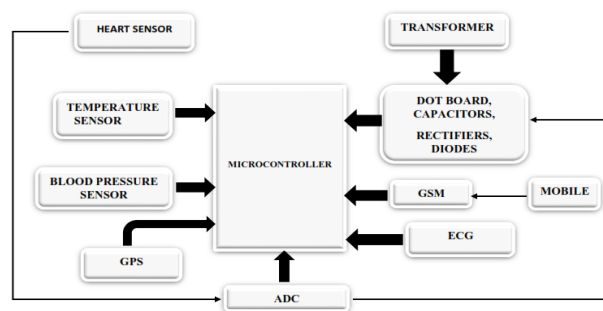 HEART SENSOR
TRANSFORMER
TEMPERATURE
SENSOR
DOT BOARD,
CAPACITORS,
RECTIFIERS,
DIODES
MICROCONTROLLER
BLOOD PRESSURE
SENSOR
GSM
MOBILE
ECG
GPS
ADC